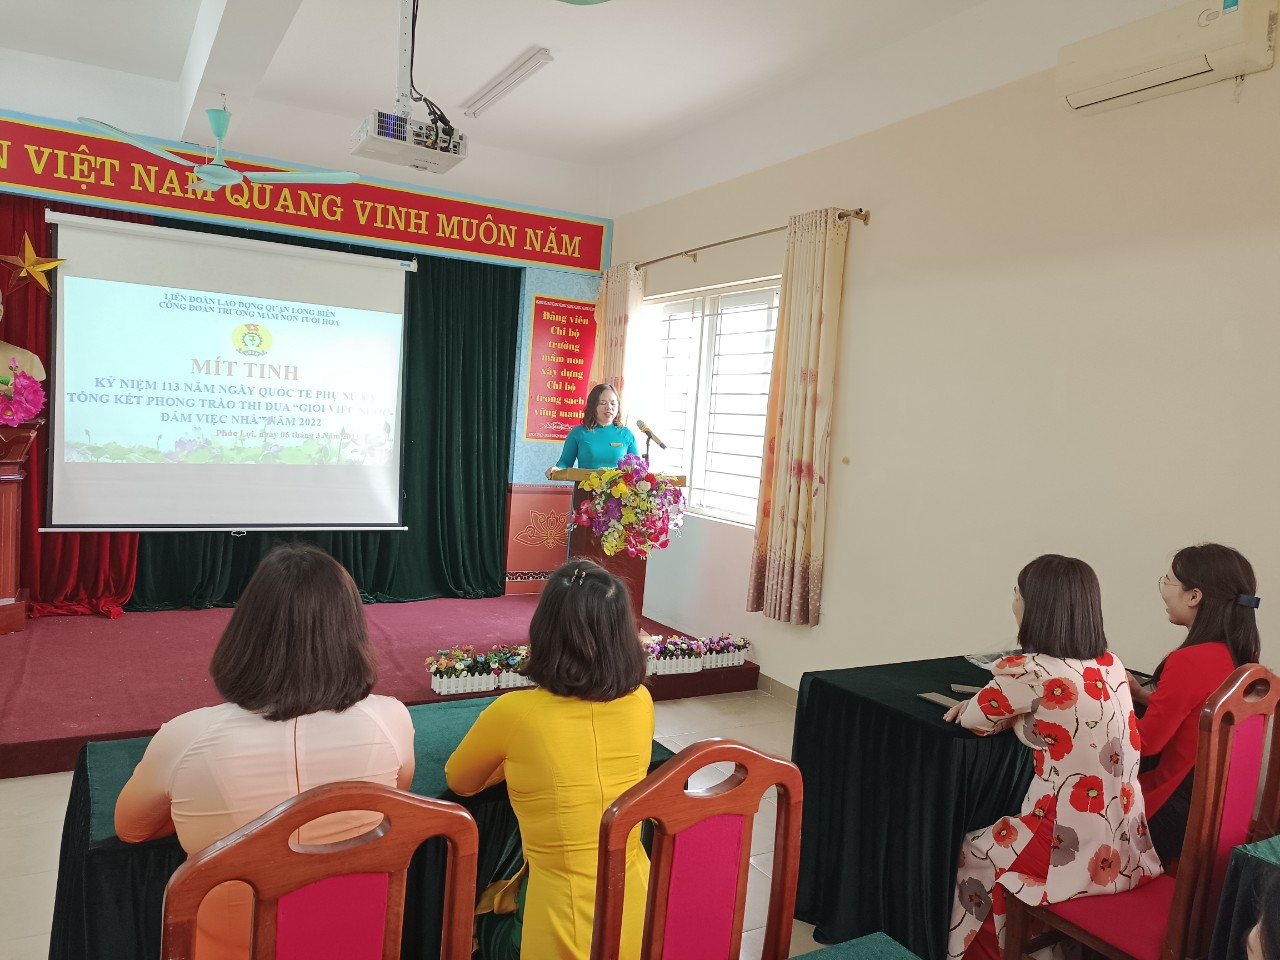 VIỆT NAM QUANG VINH MUÔN NĂM
LIÊN ĐOÀN LAO ĐỘNG QUẬN LONG BIÊN
CÔNG ĐOÀN TRƯỜNG MẦM NON TUỔI HOA
MÍT TINH
KỶ NIỆM 113 NĂM NGÀY QUỐC TẾ PHỤ NỮ
TỔNG KẾT PHONG TRÀO THI ĐUA “GIỎI VIỆC NƯỚC-
ĐẢM VIỆC NHÀ” NĂM 2022
Phúc Lợi, ngày 06 tháng 3 năm
Đảng viên
Chi bộ
trường
mầm non
xây dựng
Chi bộ
trong sạch
vững mạnh